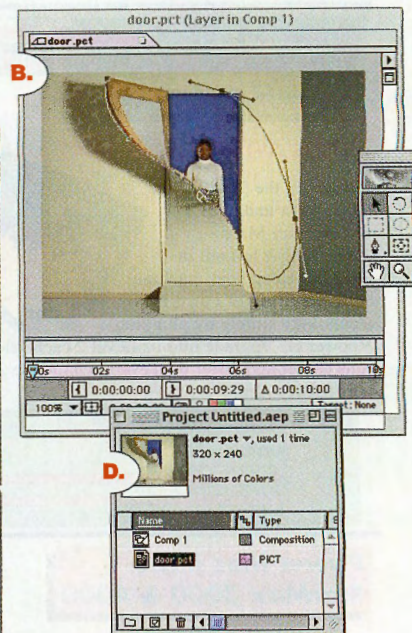 door.pct (Layer in Comp 1)
door.pct
B.
0s 02s 04s 06s 08s 10s
0:00:00:00 0:00:09:29 Δ 0:00:10:00
100% Target: None
Project Untitled.aep
D.
door.pct, used 1 time
320 x 240
Millions of Colors
Name Type
Comp 1 Composition
door.pct PICT